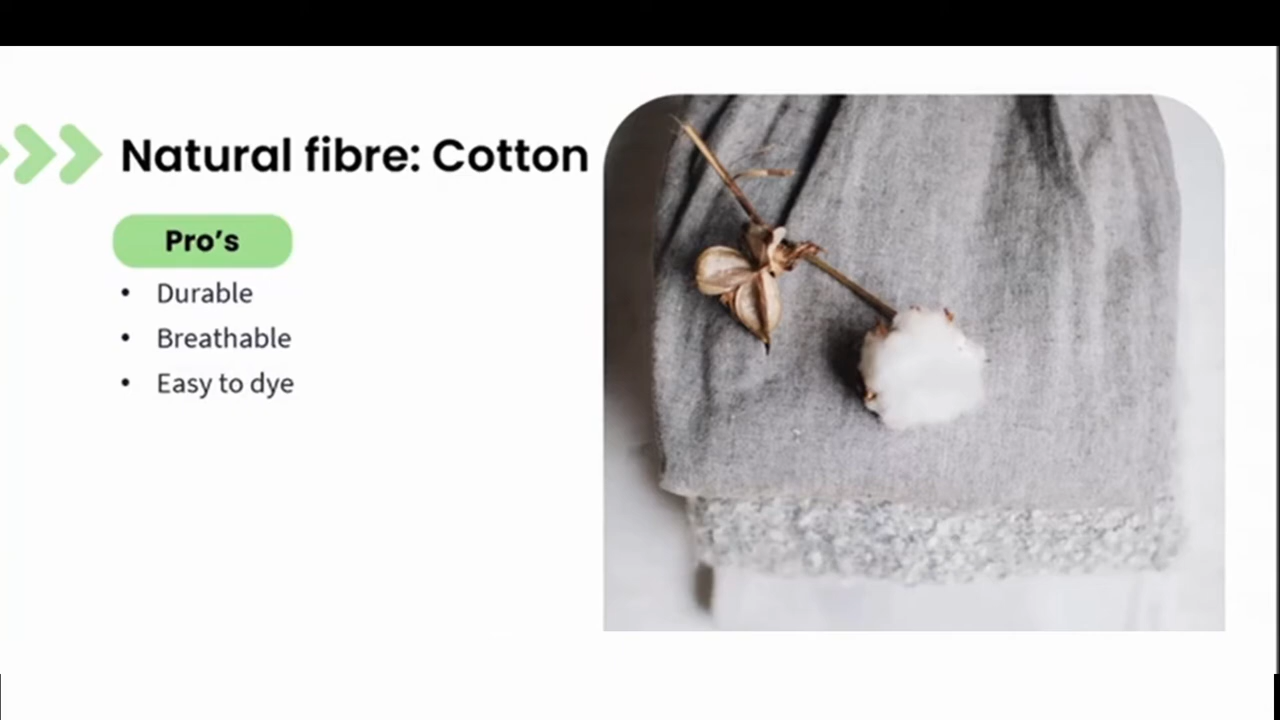 Natural fibre: Cotton
Pro’s
• Durable
• Breathable
• Easy to dye